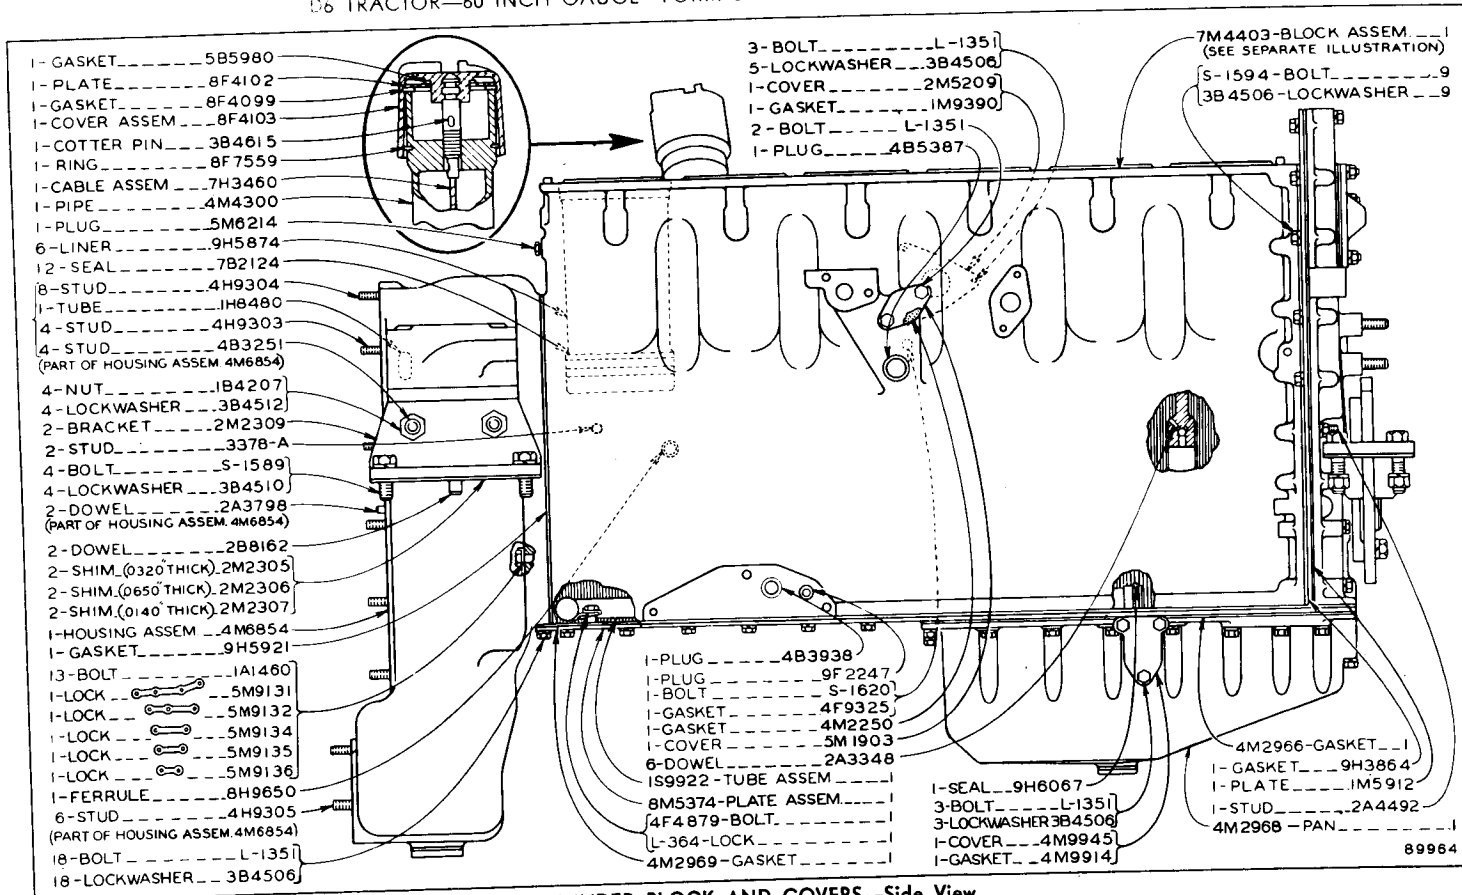 D6 TRACTOR—60 INCH GAUGE
1-GASKET 5B5980
1-PLATE 8F4102
1-GASKET 8F4099
1-COVER ASSEM 8F4103
1-COTTER PIN 3B4615
1-RING 8F7559
1-CABLE ASSEM 7H3460
1-PIPE 4M4300
1-PLUG 5M6214
6-LINER 9H5874
12-SEAL 7B2124
8-STUD 4H9304
1-TUBE 1H8480
4-STUD 4H9303
4-STUD 4B3251
(PART OF HOUSING ASSEM. 4M6854)
4-NUT 1B4207
4-LOCKWASHER 3B4512
2-BRACKET 2M2309
2-STUD 3378-A
4-BOLT S-1589
4-LOCKWASHER 3B4510
2-DOWEL 2A3798
(PART OF HOUSING ASSEM. 4M6854)
2-DOWEL 2B8162
2-SHIM (.0320" THICK) 2M2305
2-SHIM (.0650" THICK) 2M2306
2-SHIM (.0140" THICK) 2M2307
1-HOUSING ASSEM 4M6854
1-GASKET 9H5921
13-BOLT 1A1460
1-LOCK 5M9131
1-LOCK 5M9132
1-LOCK 5M9134
1-LOCK 5M9135
1-LOCK 5M9136
1-FERRULE 8H9650
6-STUD 4H9305
(PART OF HOUSING ASSEM. 4M6854)
18-BOLT L-1351
18-LOCKWASHER 3B4506
3-BOLT L-1351
5-LOCKWASHER 3B4506
1-COVER 2M5209
1-GASKET 1M9390
2-BOLT L-1351
1-PLUG 4B5387
7M4403-BLOCK ASSEM. 1
(SEE SEPARATE ILLUSTRATION)
S-1594-BOLT 9
3B4506-LOCKWASHER 9
1-PLUG 4B3938
1-PLUG 9F2247
1-BOLT S-1620
1-GASKET 4F9325
1-GASKET 4M2250
1-COVER 5M1903
6-DOWEL 2A3348
1S9922-TUBE ASSEM 1
8M5374-PLATE ASSEM. 1
4F4879-BOLT 1
L-364-LOCK 1
4M2969-GASKET 1
1-SEAL 9H6067
3-BOLT L-1351
3-LOCKWASHER 3B4506
1-COVER 4M9945
1-GASKET 4M9914
4M2966-GASKET 1
1-GASKET 9H3864
1-PLATE 1M5912
1-STUD 2A4492
4M2968-PAN 1
89964
BLOCK AND COVERS—Side View